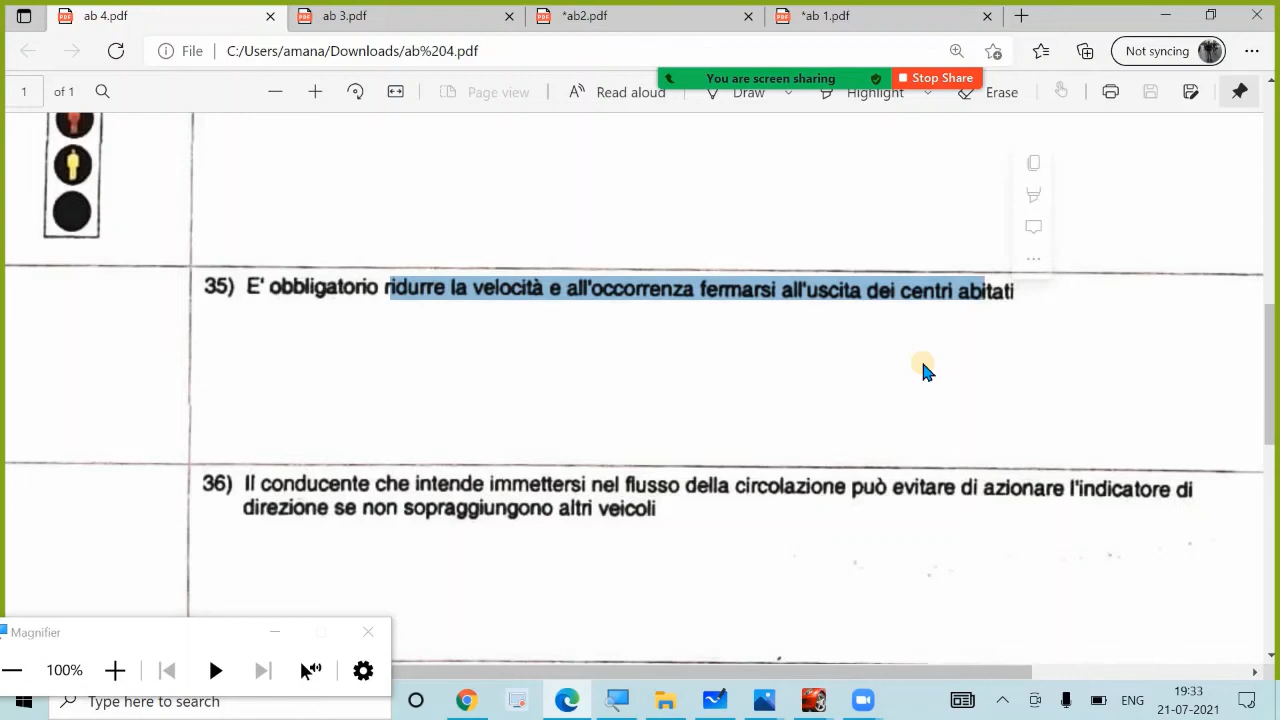 ab 4.pdf
ab 3.pdf
*ab2.pdf
*ab 1.pdf
File
C:/Users/amana/Downloads/ab%204.pdf
Not syncing
You are screen sharing
Stop Share
1 of 1
Page view
Read aloud
Draw
Highlight
Erase
35) E' obbligatorio ridurre la velocità e all'occorrenza fermarsi all'uscita dei centri abitati
36) Il conducente che intende immettersi nel flusso della circolazione può evitare di azionare l'indicatore di
direzione se non sopraggiungono altri veicoli
Magnifier
100%
Type here to search
ENG
19:33
21-07-2021